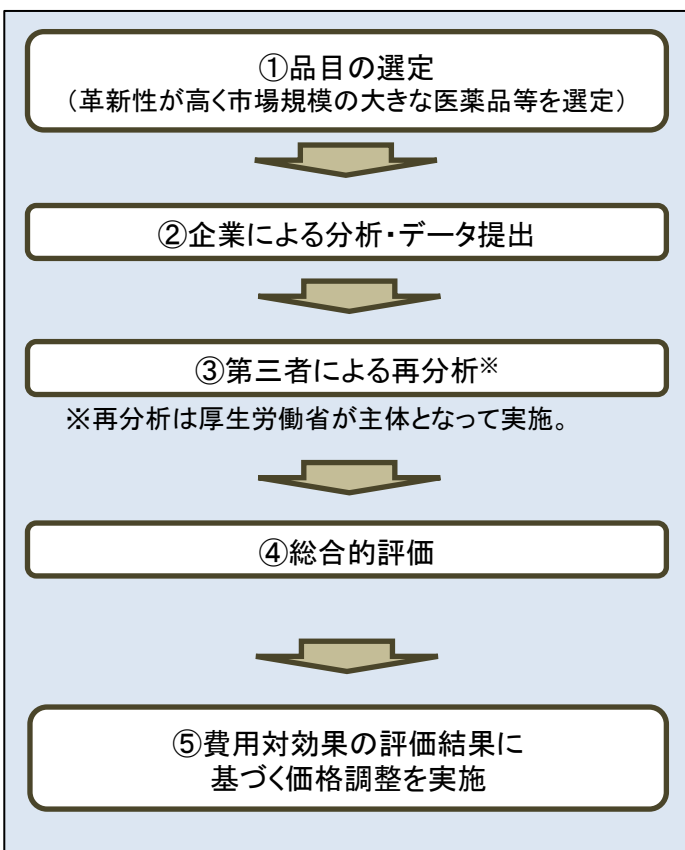 ①品目の選定
（革新性が高く市場規模の大きな医薬品等を選定）
②企業による分析・データ提出
③第三者による再分析※
※再分析は厚生労働省が主体となって実施。
④総合的評価
⑤費用対効果の評価結果に
基づく価格調整を実施